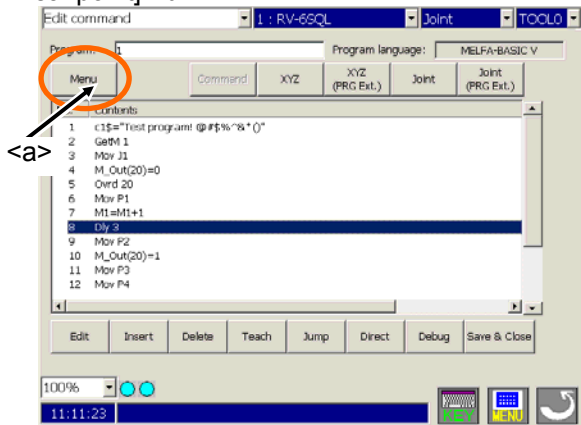 Edit command 1 : RV-6SQL Joint TOOL0
Program: 1 Program language: MELFA-BASIC V
Menu Command XYZ XYZ (PRG Ext.) Joint Joint (PRG Ext.)
Contents
<a>
1 c1$="Test program! @#$%^&*()"
2 GetM 1
3 Mov J1
4 M_Out(20)=0
5 Ovrd 20
6 Mov P1
7 M1=M1+1
8 Dly 3
9 Mov P2
10 M_Out(20)=1
11 Mov P3
12 Mov P4
Edit Insert Delete Teach Jump Direct Debug Save & Close
100%
11:11:23 KEY MENU